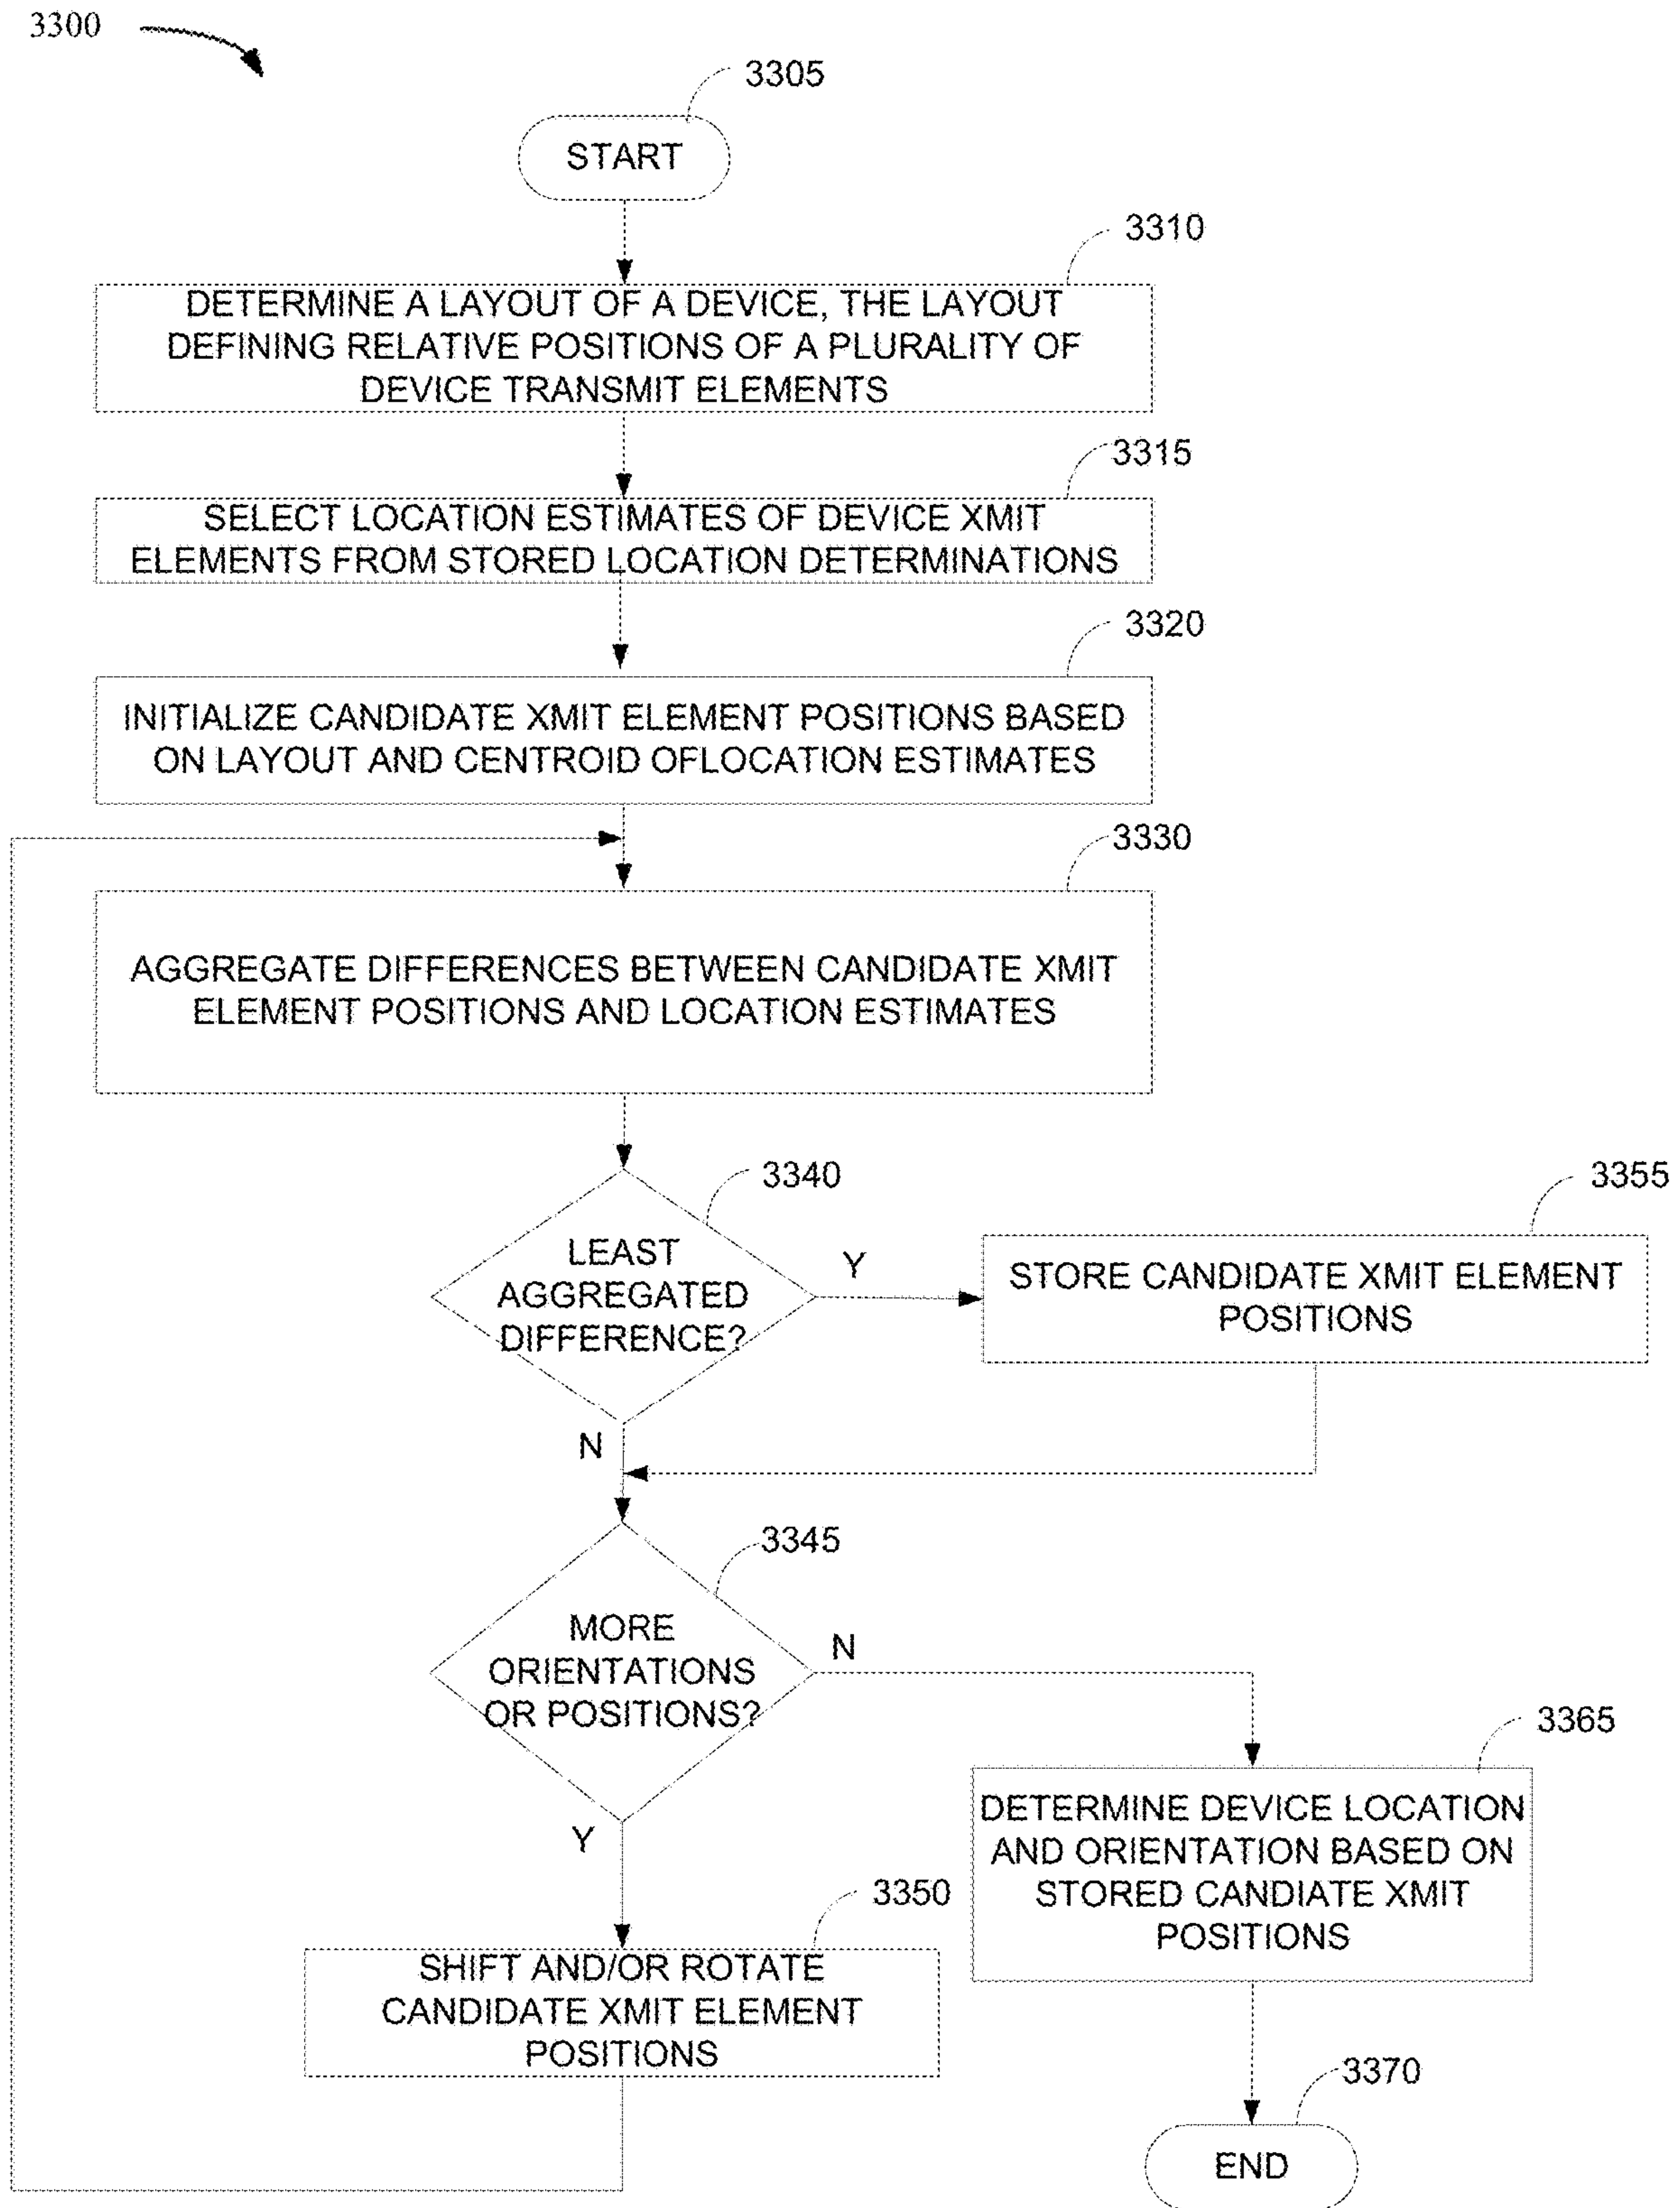 3300
3305
START
3310
DETERMINE A LAYOUT OF A DEVICE, THE LAYOUT
DEFINING RELATIVE POSITIONS OF A PLURALITY OF
DEVICE TRANSMIT ELEMENTS
3315
SELECT LOCATION ESTIMATES OF DEVICE XMIT
ELEMENTS FROM STORED LOCATION DETERMINATIONS
3320
INITIALIZE CANDIDATE XMIT ELEMENT POSITIONS BASED
ON LAYOUT AND CENTROID OFLOCATION ESTIMATES
3330
AGGREGATE DIFFERENCES BETWEEN CANDIDATE XMIT
ELEMENT POSITIONS AND LOCATION ESTIMATES
3340
LEAST
AGGREGATED
DIFFERENCE?
Y
3355
STORE CANDIDATE XMIT ELEMENT
POSITIONS
N
3345
MORE
ORIENTATIONS
OR POSITIONS?
N
Y
3365
DETERMINE DEVICE LOCATION
AND ORIENTATION BASED ON
STORED CANDIATE XMIT
POSITIONS
3350
SHIFT AND/OR ROTATE
CANDIDATE XMIT ELEMENT
POSITIONS
3370
END